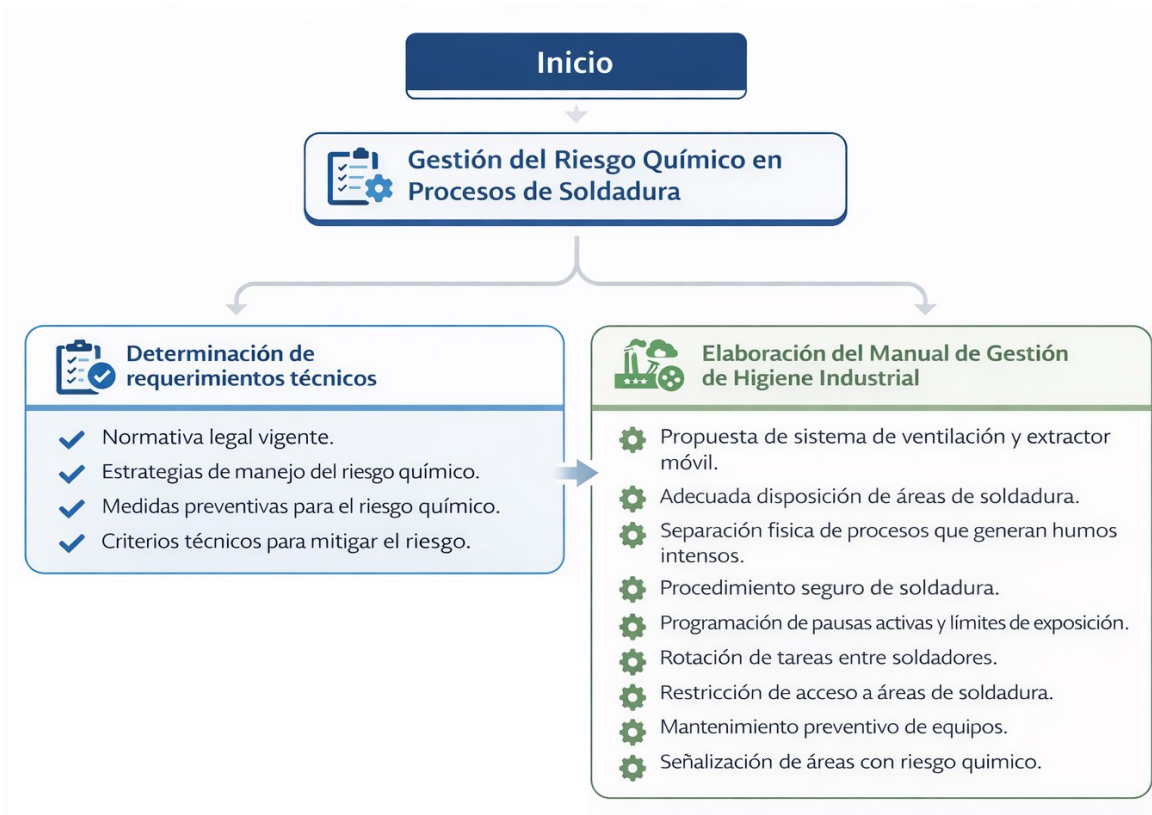 Inicio
Gestión del Riesgo Químico en
Procesos de Soldadura
Determinación de
requerimientos técnicos
Normativa legal vigente.
Estrategias de manejo del riesgo químico.
Medidas preventivas para el riesgo químico.
Criterios técnicos para mitigar el riesgo.
Elaboración del Manual de Gestión
de Higiene Industrial
Propuesta de sistema de ventilación y extractor
móvil.
Adecuada disposición de áreas de soldadura.
Separación física de procesos que generan humos
intensos.
Procedimiento seguro de soldadura.
Programación de pausas activas y límites de exposición.
Rotación de tareas entre soldadores.
Restricción de acceso a áreas de soldadura.
Mantenimiento preventivo de equipos.
Señalización de áreas con riesgo quimico.